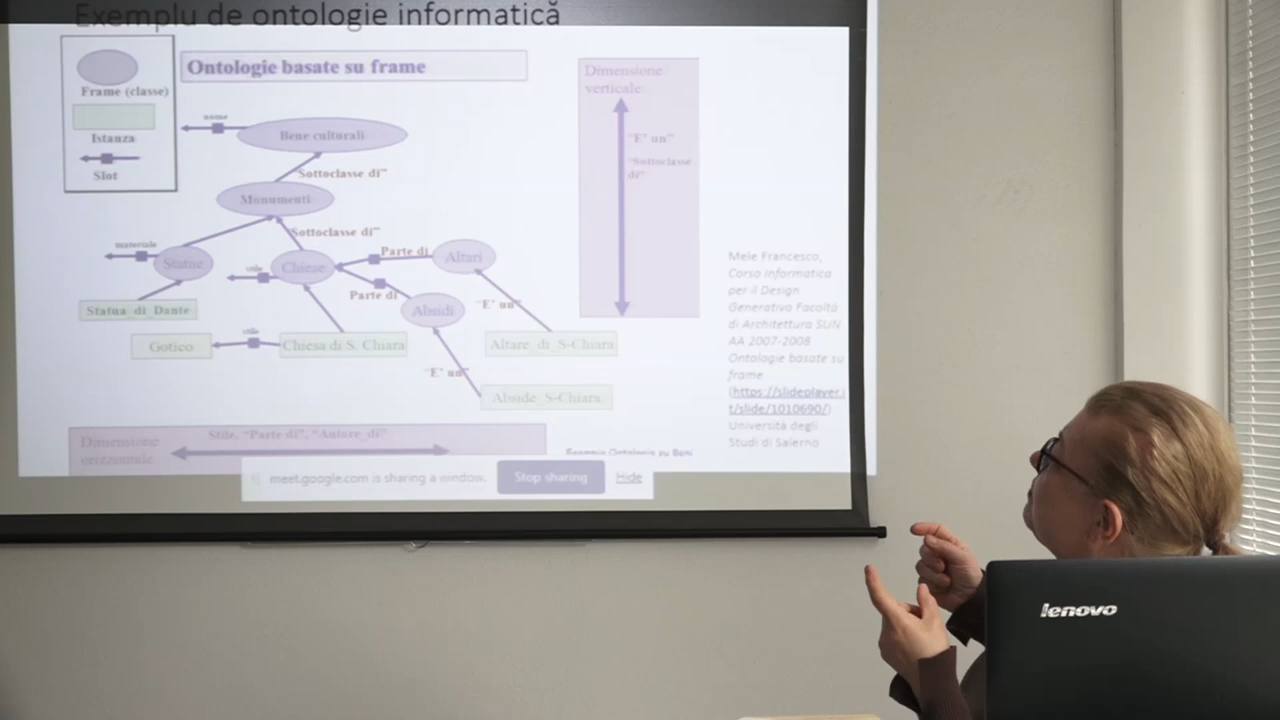 Exemplu de ontologie informatică
Frame (classe)
Istanza
Slot
Ontologie basate su frame
nome
Bene culturali
"Sottoclasse di"
Monumenti
"Sottoclasse di"
materiale
Statue
stile
Chiese
Parte di
Altari
Parte di
Absidi
"E' un"
Statua_di_Dante
Gotico
stile
Chiesa di S. Chiara
Altare_di_S-Chiara
"E' un"
Abside_S-Chiara
Dimensione
verticale
"E' un"
"Sottoclasse
di"
Mele Francesco,
Corso informatica
per il Design
Generativo Facoltà
di Architettura SUN
AA 2007-2008
Ontologie basate su
frame
(https://slideplayer.i
t/slide/1010690/)
Università degli
Studi di Salerno
Dimensione
orizzontale
Stile, "Parte di", "Autore_di"
Esempio Ontologia su Beni
meet.google.com is sharing a window.
Stop sharing
Hide
lenovo